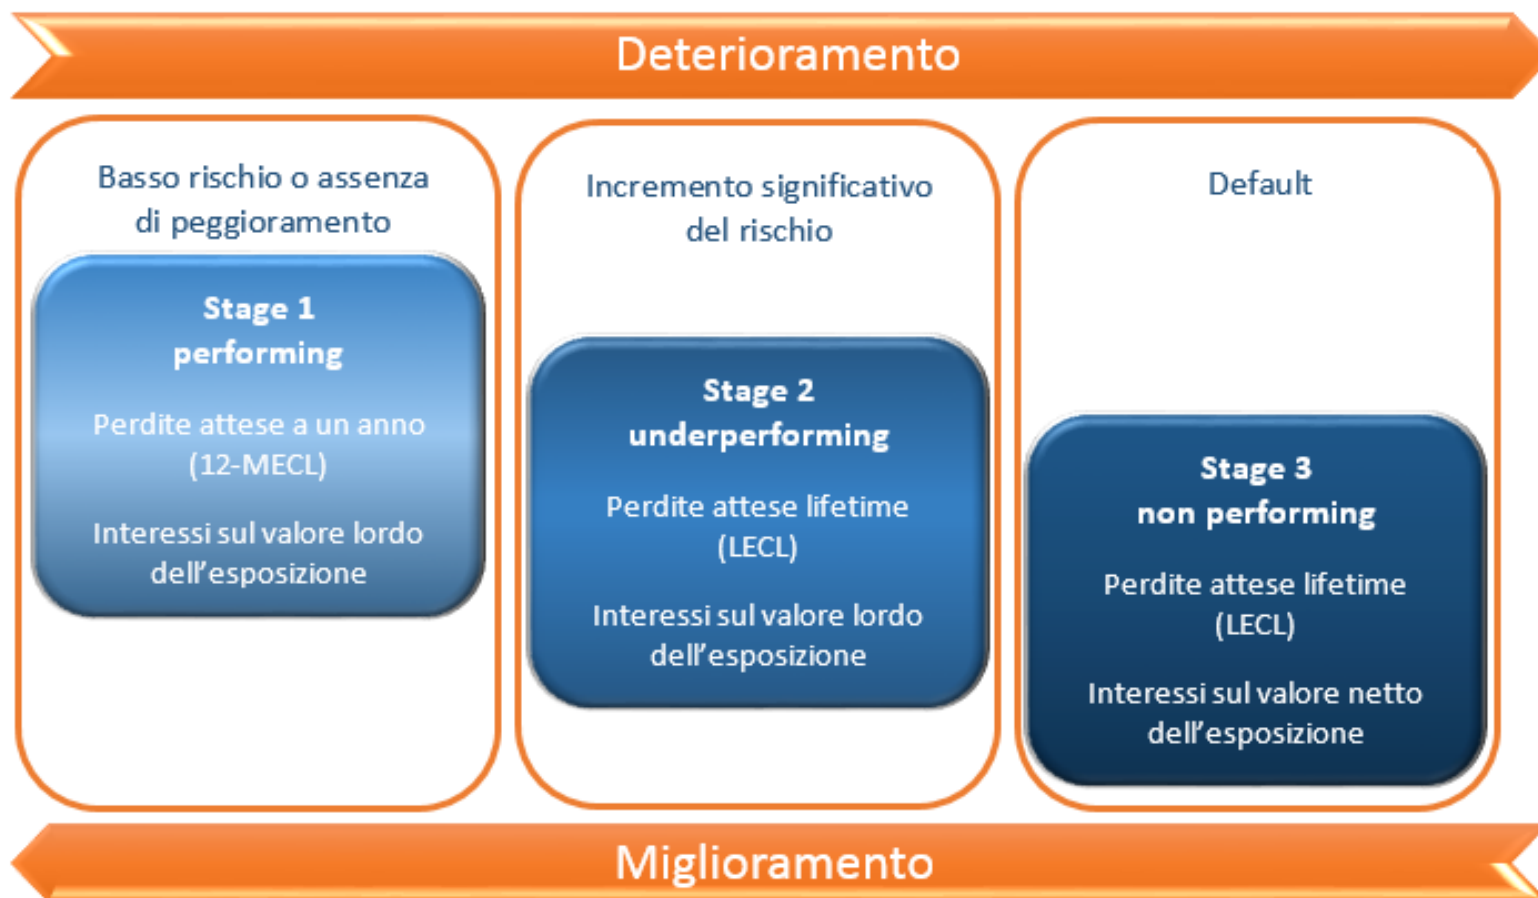 Deterioramento
Basso rischio o assenza
di peggioramento
Stage 1
performing
Perdite attese a un anno
(12-MECL)
Interessi sul valore lordo
dell'esposizione
Incremento significativo
del rischio
Stage 2
underperforming
Perdite attese lifetime
(LECL)
Interessi sul valore lordo
dell'esposizione
Default
Stage 3
non performing
Perdite attese lifetime
(LECL)
Interessi sul valore netto
dell'esposizione
Miglioramento